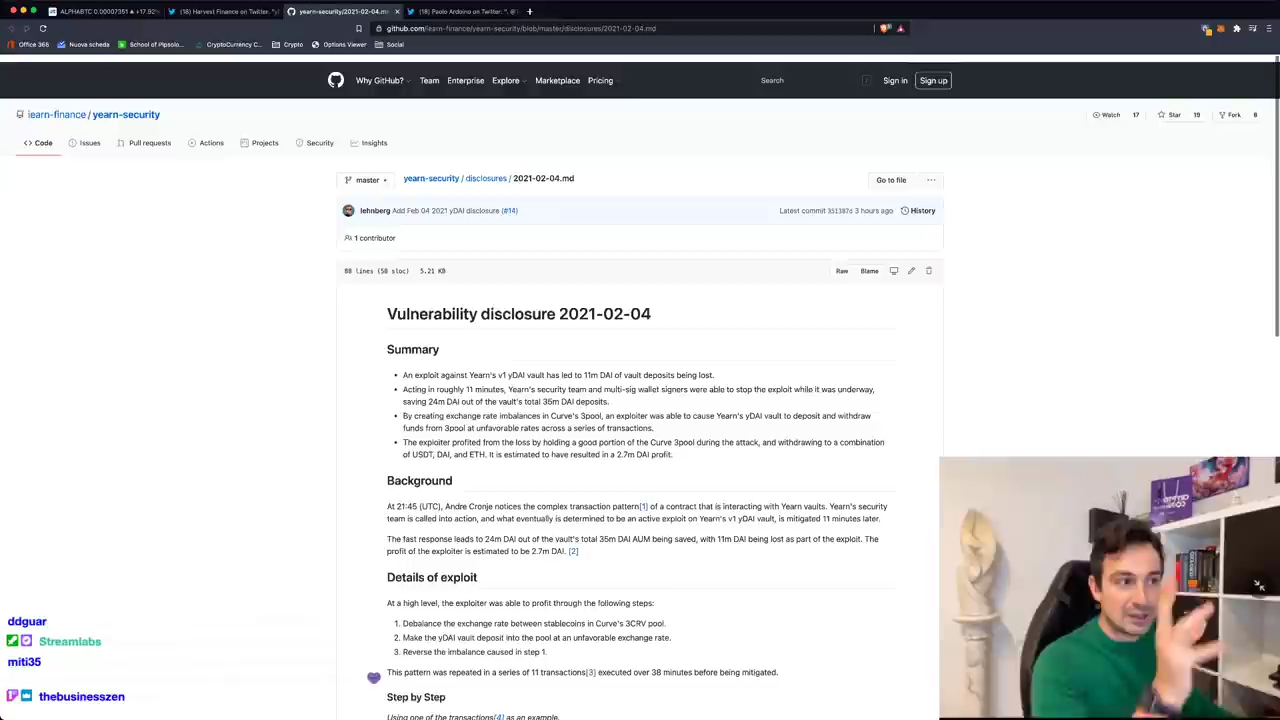 ALPHABTC 0.00007351 ▲ +17.92%
(18) Harvest Finance on Twitter: "y
yearn-security/2021-02-04.m
(18) Paolo Ardoino on Twitter: ". @
github.com/iearn-finance/yearn-security/blob/master/disclosures/2021-02-04.md
Office 365
Nuova scheda
School of Pipsolo...
CryptoCurrency C...
Crypto
Options Viewer
Social
Why GitHub?
Team
Enterprise
Explore
Marketplace
Pricing
Search
/
Sign in
Sign up
iearn-finance / yearn-security
Watch 17
Star 19
Fork 8
Code
Issues
Pull requests
Actions
Projects
Security
Insights
master
yearn-security / disclosures / 2021-02-04.md
Go to file
...
lehnberg Add Feb 04 2021 yDAI disclosure (#14)
Latest commit 351387d 3 hours ago
History
1 contributor
88 lines (58 sloc) 5.21 KB
Raw
Blame
Vulnerability disclosure 2021-02-04
Summary
An exploit against Yearn's v1 yDAI vault has led to 11m DAI of vault deposits being lost.
Acting in roughly 11 minutes, Yearn's security team and multi-sig wallet signers were able to stop the exploit while it was underway,
saving 24m DAI out of the vault's total 35m DAI deposits.
By creating exchange rate imbalances in Curve's 3pool, an exploiter was able to cause Yearn's yDAI vault to deposit and withdraw
funds from 3pool at unfavorable rates across a series of transactions.
The exploiter profited from the loss by holding a good portion of the Curve 3pool during the attack, and withdrawing to a combination
of USDT, DAI, and ETH. It is estimated to have resulted in a 2.7m DAI profit.
Background
At 21:45 (UTC), Andre Cronje notices the complex transaction pattern[1] of a contract that is interacting with Yearn vaults. Yearn's security
team is called into action, and what eventually is determined to be an active exploit on Yearn's v1 yDAI vault, is mitigated 11 minutes later.
The fast response leads to 24m DAI out of the vault's total 35m DAI AUM being saved, with 11m DAI being lost as part of the exploit. The
profit of the exploiter is estimated to be 2.7m DAI. [2]
Details of exploit
At a high level, the exploiter was able to profit through the following steps:
1. Debalance the exchange rate between stablecoins in Curve's 3CRV pool.
2. Make the yDAI vault deposit into the pool at an unfavorable exchange rate.
3. Reverse the imbalance caused in step 1.
This pattern was repeated in a series of 11 transactions[3] executed over 38 minutes before being mitigated.
Step by Step
Using one of the transactions[4] as an example.
ddguar
Streamlabs
miti35
thebusinesszen